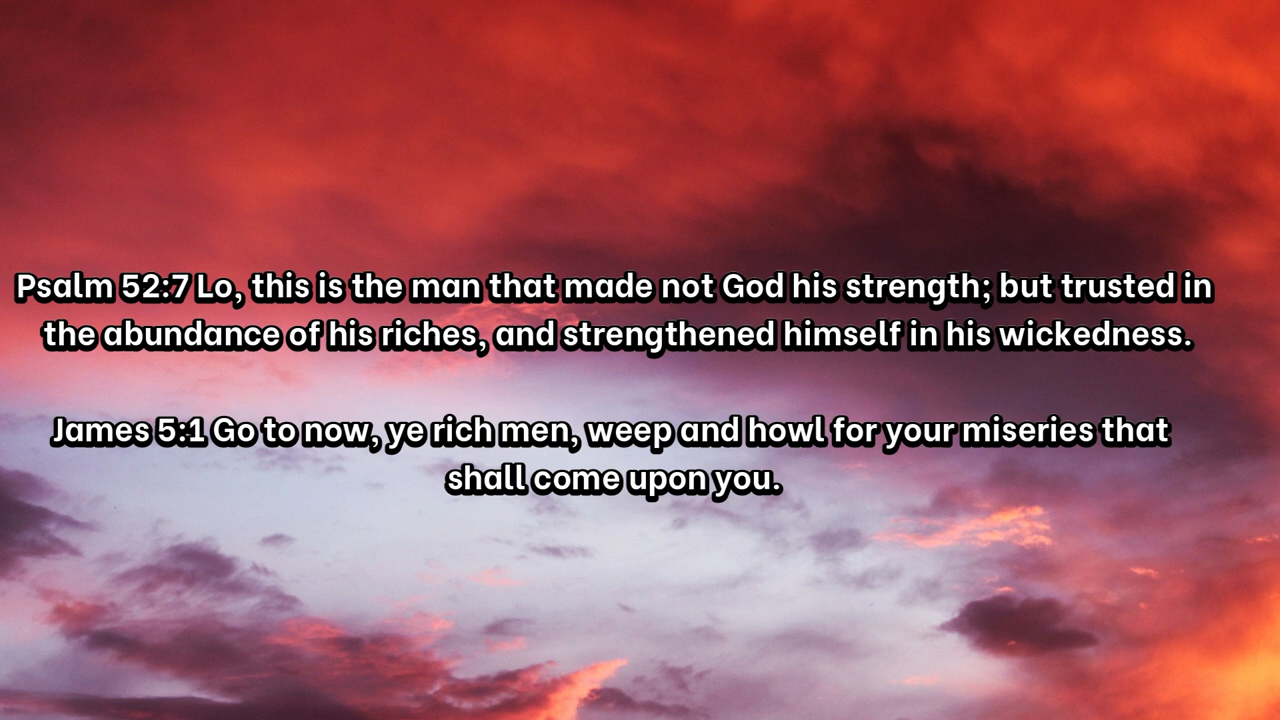 Psalm 52:7 Lo, this is the man that made not God his strength; but trusted in
the abundance of his riches, and strengthened himself in his wickedness.
James 5:1 Go to now, ye rich men, weep and howl for your miseries that
shall come upon you.